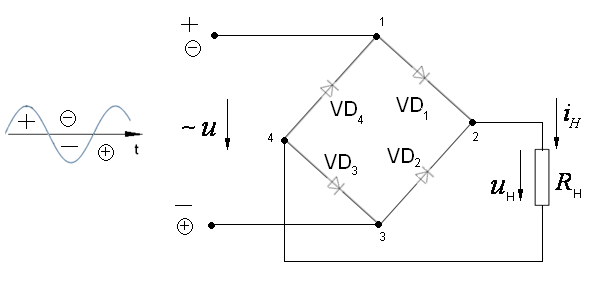 +
⊖
1
+
⊖
−
⊕
t
~u
4
VD₄
VD₁
2
VD₃
VD₂
3
i_H
u_H
R_H
−
⊕